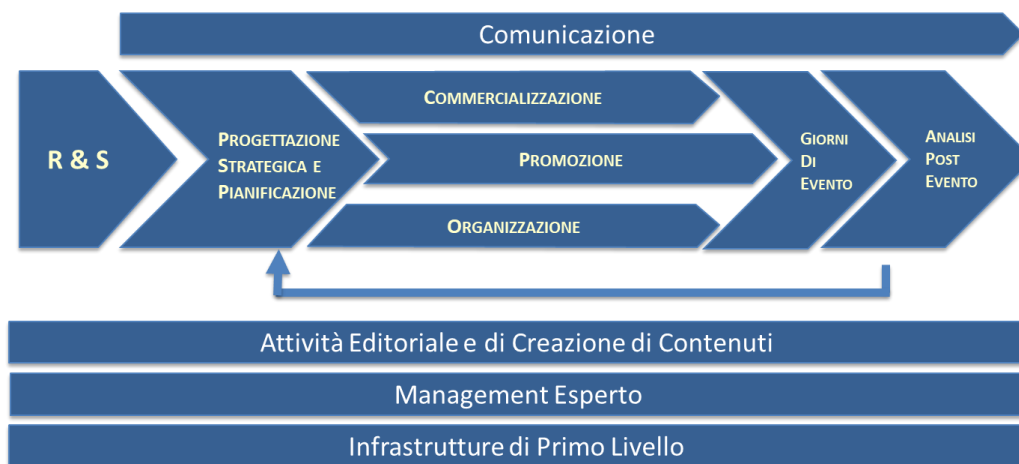 Comunicazione
R & S
PROGETTAZIONE
STRATEGICA E
PIANIFICAZIONE
COMMERCIALIZZAZIONE
PROMOZIONE
ORGANIZZAZIONE
GIORNI
DI
EVENTO
ANALISI
POST
EVENTO
Attività Editoriale e di Creazione di Contenuti
Management Esperto
Infrastrutture di Primo Livello